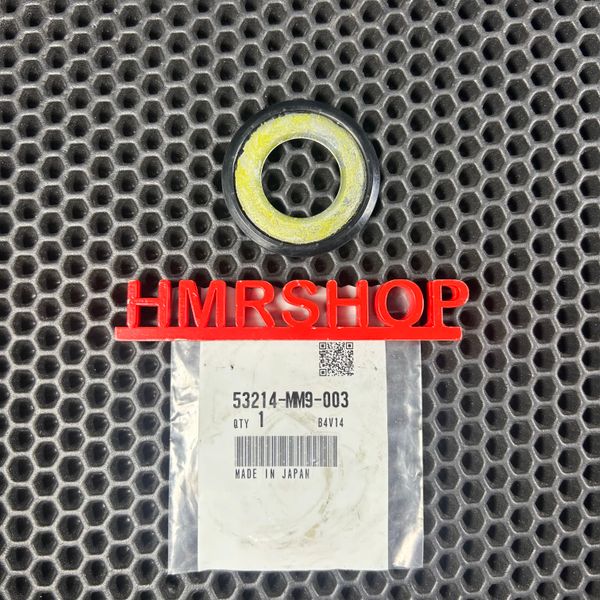 HMRSHOP
53214-MM9-003
QTY 1 B4V14
MADE IN JAPAN